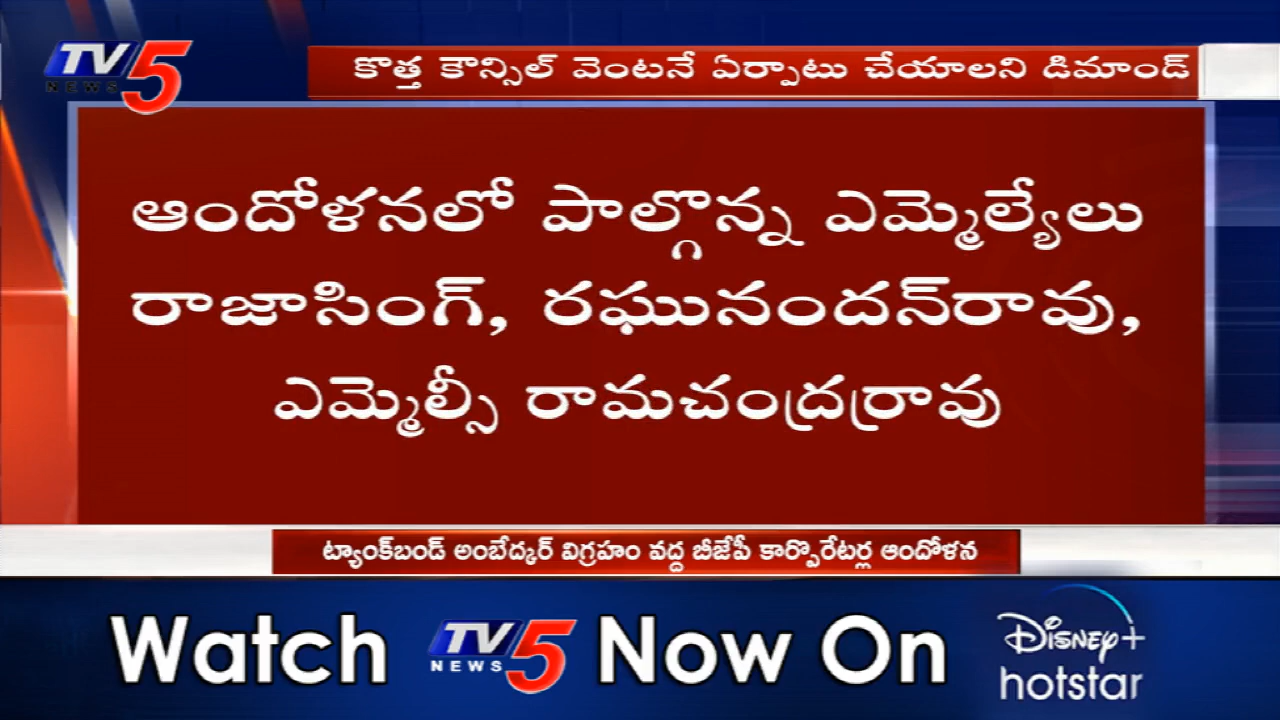 TV5
NEWS
కొత్త కౌన్సిల్ వెంటనే ఏర్పాటు చేయాలని డిమాండ్
ఆందోళనలో పాల్గొన్న ఎమ్మెల్యేలు
రాజాసింగ్, రఘునందన్‌రావు,
ఎమ్మెల్సీ రామచంద్రర్రావు
ట్యాంక్‌బండ్ అంబేద్కర్ విగ్రహం వద్ద బీజేపీ కార్పొరేటర్ల ఆందోళన
Watch TV5 NEWS Now On Disney+ hotstar